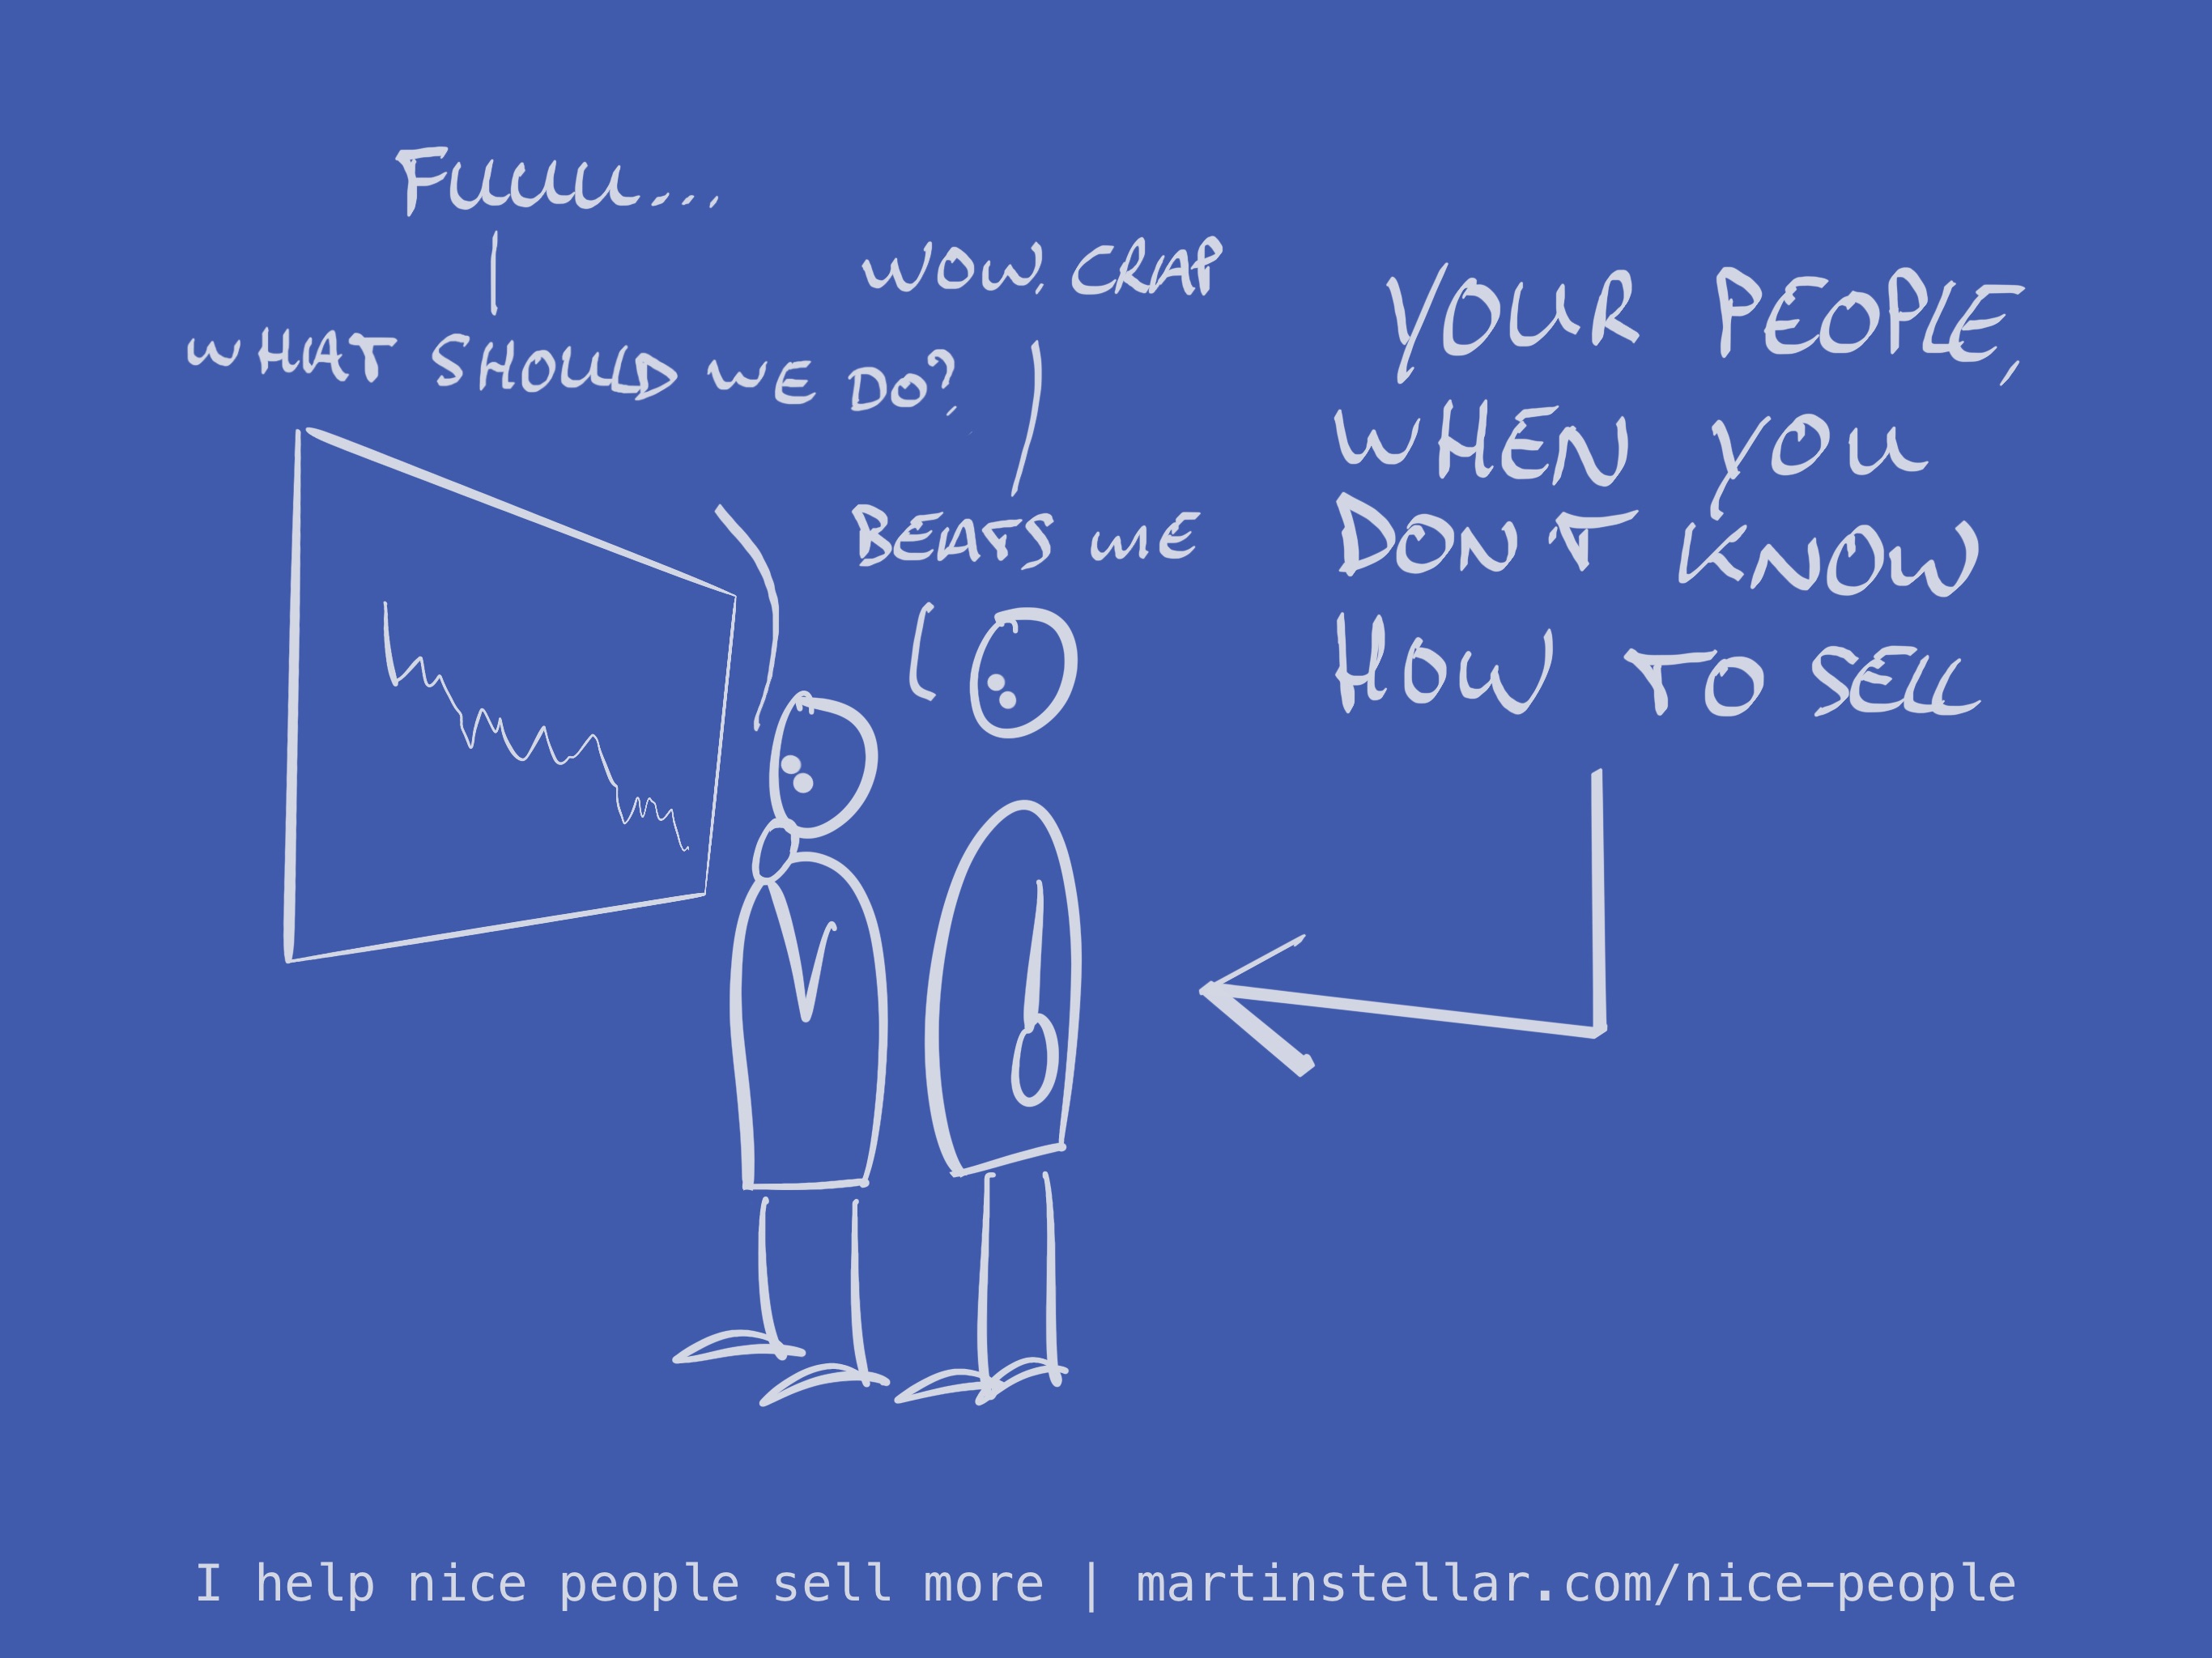 Fuuuu....
WHAT SHOULD WE DO?
WOW, CRAP
BEATS ME
YOUR PEOPLE,
WHEN YOU
DON'T KNOW
HOW TO SELL
I help nice people sell more | martinstellar.com/nice-people